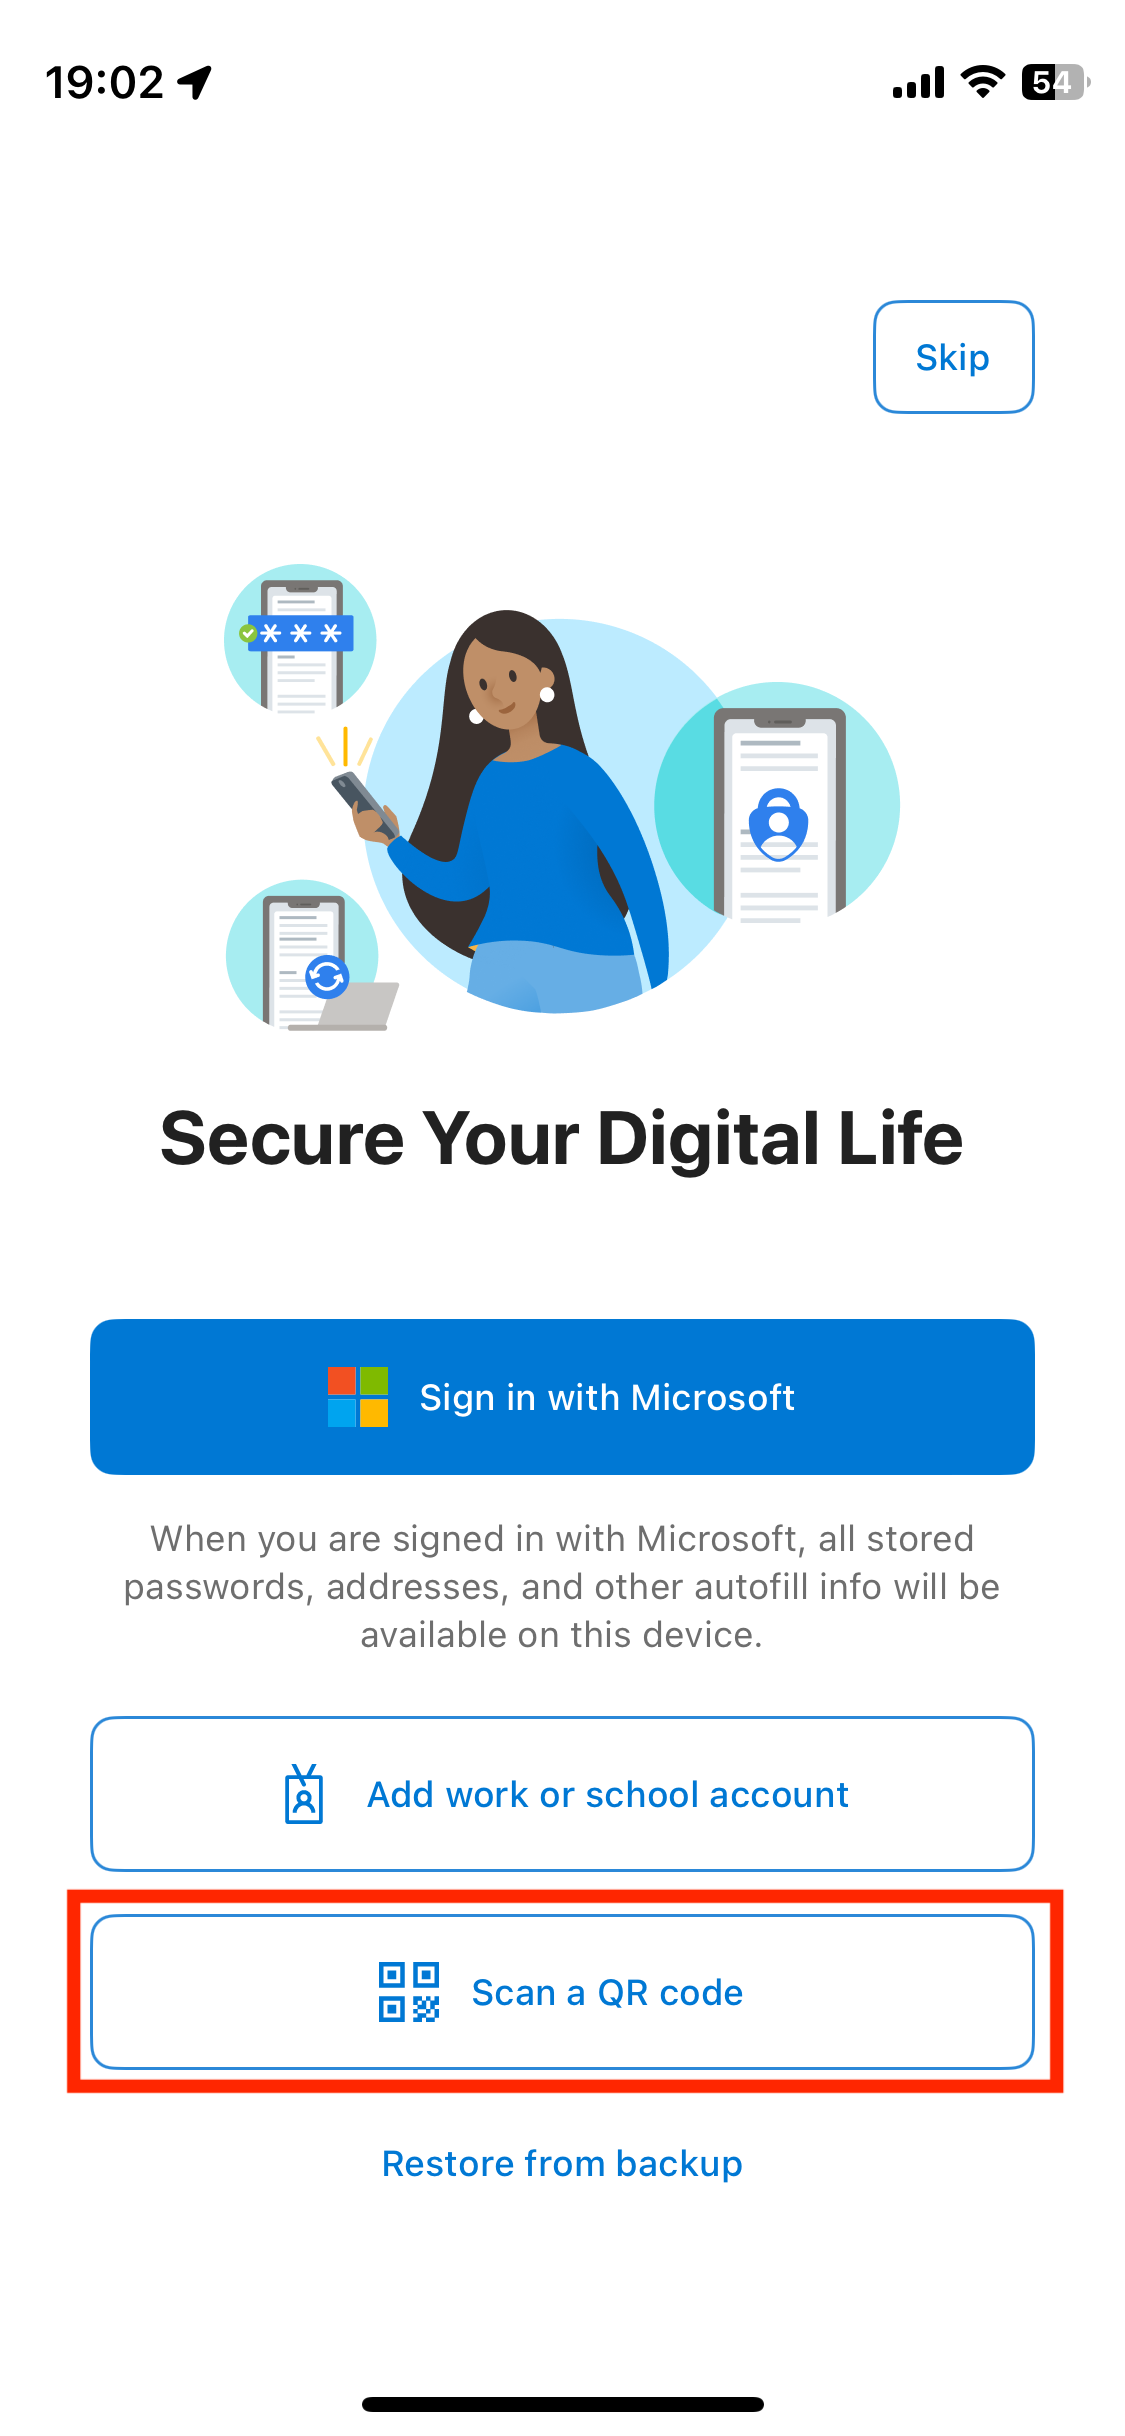 19:02
54
Skip
Secure Your Digital Life
Sign in with Microsoft
When you are signed in with Microsoft, all stored
passwords, addresses, and other autofill info will be
available on this device.
Add work or school account
Scan a QR code
Restore from backup